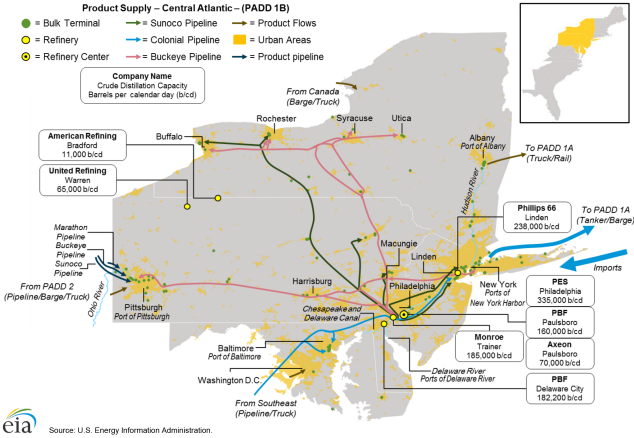 Product Supply – Central Atlantic – (PADD 1B)
= Bulk Terminal
= Sunoco Pipeline
= Product Flows
= Refinery
= Colonial Pipeline
= Urban Areas
= Refinery Center
= Buckeye Pipeline
= Product pipeline
Company Name
Crude Distillation Capacity
Barrels per calendar day (b/cd)
From Canada
(Barge/Truck)
Rochester
Syracuse
Utica
Buffalo
American Refining
Bradford
11,000 b/cd
United Refining
Warren
65,000 b/cd
Albany
Port of Albany
To PADD 1A
(Truck/Rail)
Hudson River
Phillips 66
Linden
238,000 b/cd
To PADD 1A
(Tanker/Barge)
Imports
Marathon
Pipeline
Buckeye
Pipeline
Sunoco
Pipeline
From PADD 2
(Pipeline/Barge/Truck)
Ohio River
Pittsburgh
Port of Pittsburgh
Harrisburg
Macungie
Linden
Philadelphia
New York
Ports of
New York Harbor
Chesapeake and
Delaware Canal
PES
Philadelphia
335,000 b/cd
PBF
Paulsboro
160,000 b/cd
Monroe
Trainer
185,000 b/cd
Axeon
Paulsboro
70,000 b/cd
PBF
Delaware City
182,200 b/cd
Baltimore
Port of Baltimore
Washington D.C.
Delaware River
Ports of Delaware River
From Southeast
(Pipeline/Truck)
eia
Source: U.S. Energy Information Administration.